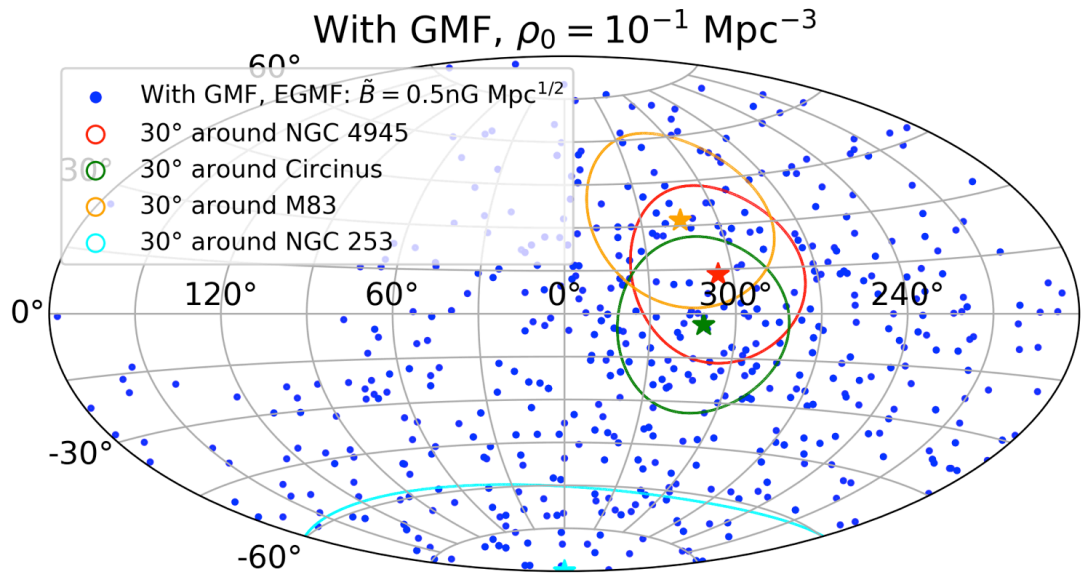 With GMF, ρ₀ = 10⁻¹ Mpc⁻³
60°
With GMF, EGMF: B̃ = 0.5nG Mpc^{1/2}
30° around NGC 4945
30°
30° around Circinus
30° around M83
30° around NGC 253
120°
60°
0°
300°
240°
0°
-30°
-60°